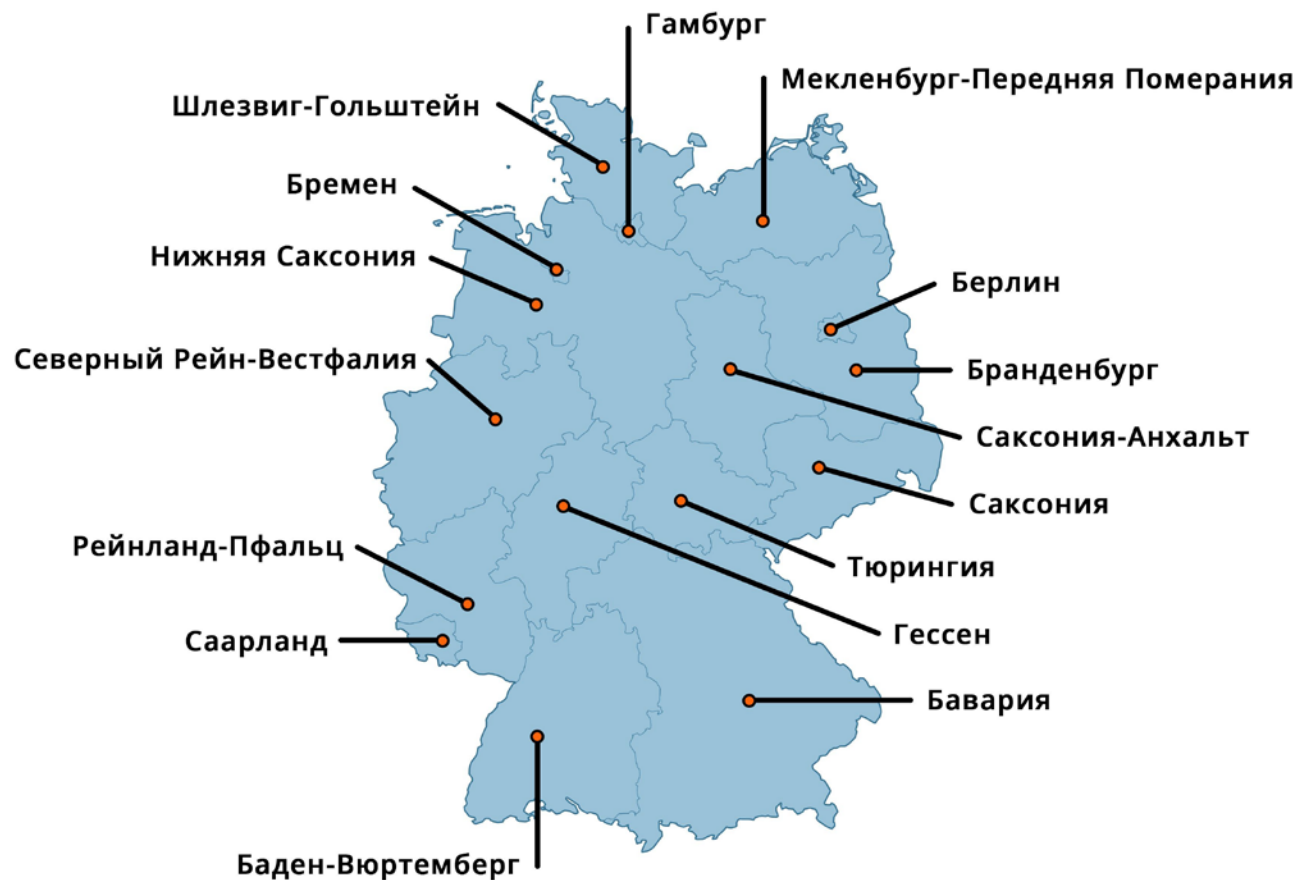 Гамбург
Мекленбург-Передняя Померания
Шлезвиг-Гольштейн
Бремен
Нижняя Саксония
Берлин
Северный Рейн-Вестфалия
Бранденбург
Саксония-Анхальт
Саксония
Рейнланд-Пфальц
Тюрингия
Гессен
Саарланд
Бавария
Баден-Вюртемберг